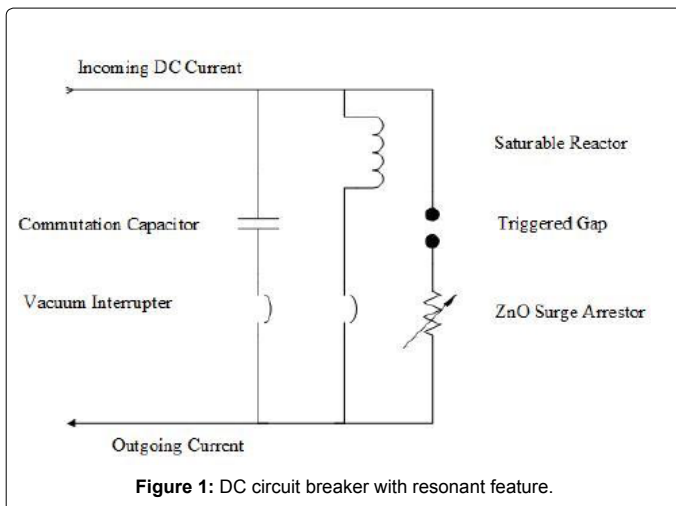 Incoming DC Current
Saturable Reactor
Commutation Capacitor
Triggered Gap
Vacuum Interrupter
ZnO Surge Arrestor
Outgoing Current
Figure 1: DC circuit breaker with resonant feature.